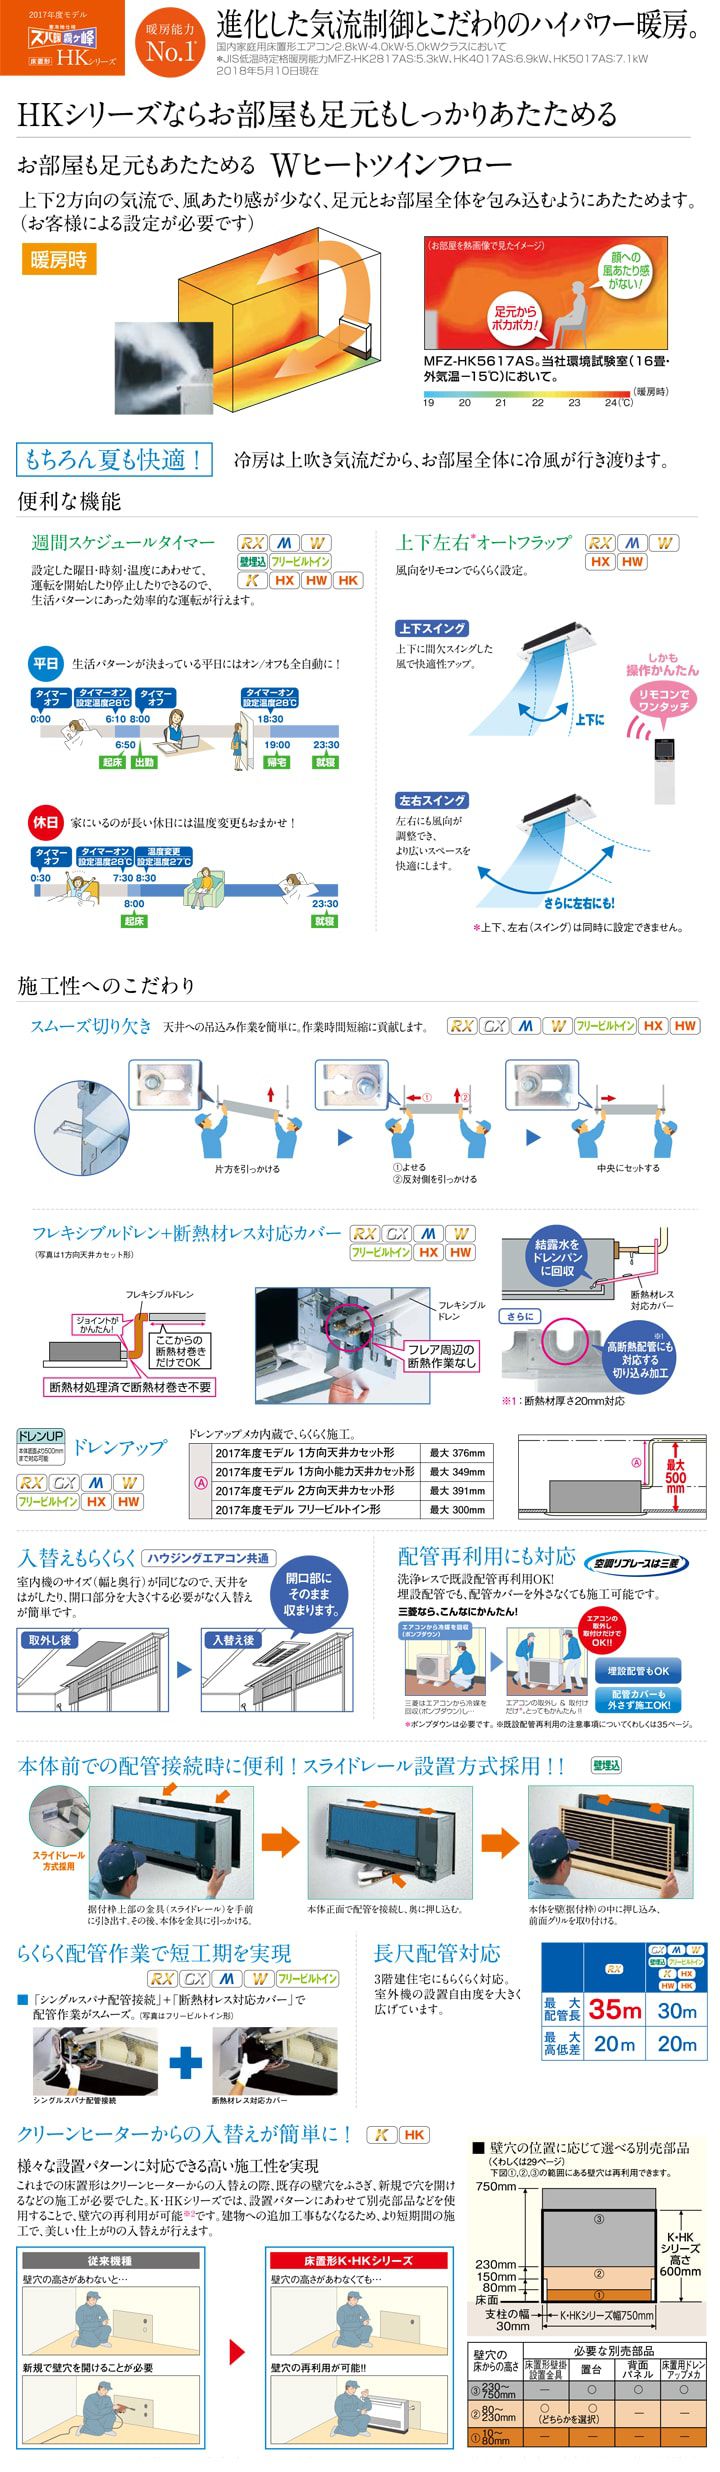 2017年度モデル
暖房強化仕様
ズバ暖霧ヶ峰
床置形 HKシリーズ
暖房能力
No.1*
進化した気流制御とこだわりのハイパワー暖房。
国内家庭用床置形エアコン2.8kW・4.0kW・5.0kWクラスにおいて
＊JIS低温時定格暖房能力MFZ-HK2817AS:5.3kW、HK4017AS:6.9kW、HK5017AS:7.1kW
2018年5月10日現在
HKシリーズならお部屋も足元もしっかりあたためる
お部屋も足元もあたためる Wヒートツインフロー
上下2方向の気流で、風あたり感が少なく、足元とお部屋全体を包み込むようにあたためます。
（お客様による設定が必要です）
暖房時
（お部屋を熱画像で見たイメージ）
顔への
風あたり感
がない！
足元から
ポカポカ！
MFZ-HK5617AS。当社環境試験室（16畳・
外気温−15℃）において。
（暖房時）
19 20 21 22 23 24（℃）
もちろん夏も快適！
冷房は上吹き気流だから、お部屋全体に冷風が行き渡ります。
便利な機能
週間スケジュールタイマー
RX M W
壁埋込 フリービルトイン
K HX HW HK
設定した曜日・時刻・温度にあわせて、
運転を開始したり停止したりできるので、
生活パターンにあった効率的な運転が行えます。
平日
生活パターンが決まっている平日にはオン/オフも全自動に！
タイマー
オフ
タイマーオン
設定温度28℃
タイマー
オフ
タイマーオン
設定温度28℃
0:00 6:10 8:00 18:30
6:50 19:00 23:30
起床 出勤 帰宅 就寝
休日
家にいるのが長い休日には温度変更もおまかせ！
タイマー
オフ
タイマーオン
設定温度28℃
温度変更
設定温度27℃
0:30 7:30 8:30
8:00 23:30
起床 就寝
上下左右＊オートフラップ
RX M W
HX HW
風向をリモコンでらくらく設定。
上下スイング
上下に間欠スイングした
風で快適性アップ。
上下に
しかも
操作かんたん
リモコンで
ワンタッチ
左右スイング
左右にも風向が
調整でき、
より広いスペースを
快適にします。
さらに左右にも！
＊上下、左右（スイング）は同時に設定できません。
施工性へのこだわり
スムーズ切り欠き
天井への吊込み作業を簡単に。作業時間短縮に貢献します。
RX GX M W フリービルトイン HX HW
片方を引っかける
① ②
①よせる
②反対側を引っかける
中央にセットする
フレキシブルドレン+断熱材レス対応カバー
（写真は1方向天井カセット形）
RX GX M W
フリービルトイン HX HW
フレキシブルドレン
ジョイントが
かんたん！
ここからの
断熱材巻き
だけでOK
断熱材処理済で断熱材巻き不要
フレキシブル
ドレン
フレア周辺の
断熱作業なし
結露水を
ドレンパン
に回収
断熱材レス
対応カバー
さらに
※1
高断熱配管にも
対応する
切り込み加工
※1：断熱材厚さ20mm対応
ドレンUP
本体底面より500mm
まで対応可能
ドレンアップ
RX GX M W
フリービルトイン HX HW
ドレンアップメカ内蔵で、らくらく施工。
Ⓐ
2017年度モデル 1方向天井カセット形 最大 376mm
2017年度モデル 1方向小能力天井カセット形 最大 349mm
2017年度モデル 2方向天井カセット形 最大 391mm
2017年度モデル フリービルトイン形 最大 300mm
Ⓐ
最大
500
mm
入替えもらくらく ハウジングエアコン共通
室内機のサイズ（幅と奥行）が同じなので、天井を
はがしたり、開口部分を大きくする必要がなく入替え
が簡単です。
開口部に
そのまま
収まります。
取外し後
入替え後
配管再利用にも対応
空調リプレースは三菱
洗浄レスで既設配管再利用OK！
埋設配管でも、配管カバーを外さなくても施工可能です。
三菱なら、こんなにかんたん！
エアコンから冷媒を回収
（ポンプダウン）
エアコンの
取外し
取付けだけで
OK!!
三菱はエアコンから冷媒を
回収（ポンプダウン）し…
エアコンの取外し & 取付け
だけ＊。とってもかんたん!!
埋設配管もOK
配管カバーも
外さず施工OK！
＊ポンプダウンは必要です。※既設配管再利用の注意事項についてくわしくは35ページ。
本体前での配管接続時に便利！スライドレール設置方式採用！！
壁埋込
スライドレール
方式採用
据付枠上部の金具（スライドレール）を手前
に引き出す。その後、本体を金具に引っかける。
本体正面で配管を接続し、奥に押し込む。
本体を壁（据付枠）の中に押し込み、
前面グリルを取り付ける。
らくらく配管作業で短工期を実現
RX GX M W フリービルトイン
■「シングルスパナ配管接続」+「断熱材レス対応カバー」で
配管作業がスムーズ。（写真はフリービルトイン形）
シングルスパナ配管接続
断熱材レス対応カバー
長尺配管対応
3階建住宅にもらくらく対応。
室外機の設置自由度を大きく
広げています。
RX
GX M W
壁埋込 フリービルトイン
K HX
HW HK
最大
配管長 35m 30m
最大
高低差 20m 20m
クリーンヒーターからの入替えが簡単に！
K HK
様々な設置パターンに対応できる高い施工性を実現
これまでの床置形はクリーンヒーターからの入替えの際、既存の壁穴をふさぎ、新規で穴を開け
るなどの施工が必要でした。K・HKシリーズでは、設置パターンにあわせて別売部品などを使
用することで、壁穴の再利用が可能※2です。建物への追加工事もなくなるため、より短期間の施
工で、美しい仕上がりの入替えが行えます。
従来機種
壁穴の高さがあわないと…
新規で壁穴を開けることが必要
床置形K・HKシリーズ
壁穴の高さがあわなくても…
壁穴の再利用が可能!!
■ 壁穴の位置に応じて選べる別売部品
（くわしくは29ページ）
下図①、②、③の範囲にある壁穴は再利用できます。
750mm
③
K・HK
シリーズ
高さ
600mm
230mm
②
150mm
80mm
①
床面
支柱の幅
30mm
K・HKシリーズ幅750mm
壁穴の
床からの高さ
必要な別売部品
床置形壁掛
設置金具
置台
背面
パネル
床置用ドレン
アップメカ
③230〜
750mm — ○ ○ ○
②80〜
230mm ○ ○ — —
（どちらかを選択）
①10〜
80mm — — — —